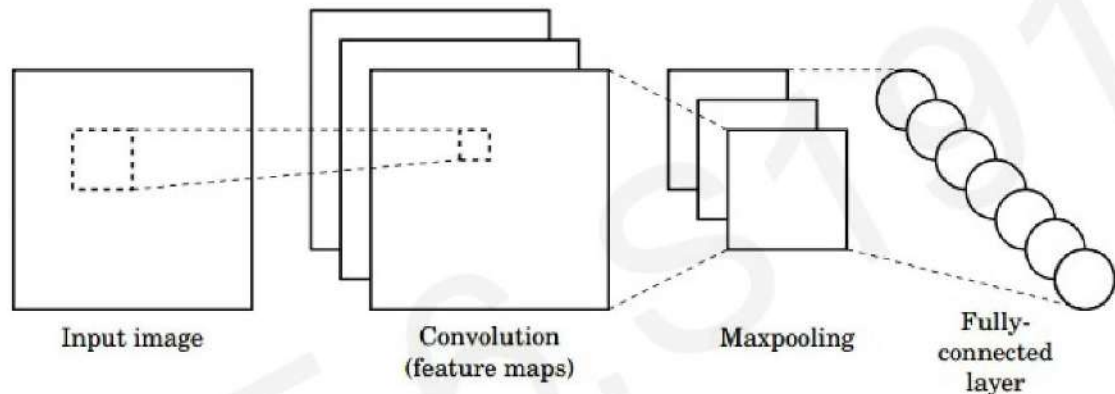 Input image
Convolution
(feature maps)
Maxpooling
Fully-
connected
layer